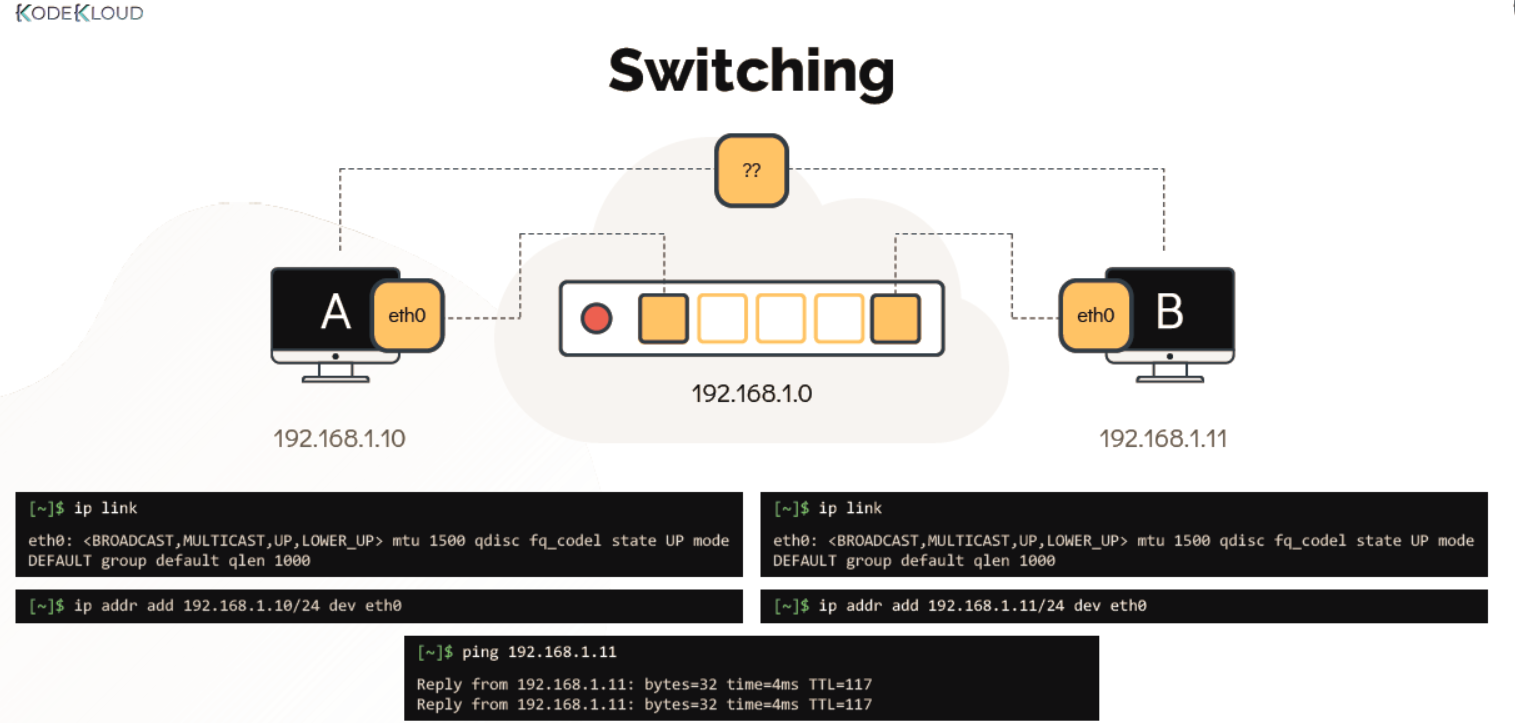 KODEKLOUD
Switching
??
A
eth0
eth0
B
192.168.1.0
192.168.1.10
192.168.1.11
[~]$ ip link
eth0: <BROADCAST,MULTICAST,UP,LOWER_UP> mtu 1500 qdisc fq_codel state UP mode
DEFAULT group default qlen 1000
[~]$ ip addr add 192.168.1.10/24 dev eth0
[~]$ ip link
eth0: <BROADCAST,MULTICAST,UP,LOWER_UP> mtu 1500 qdisc fq_codel state UP mode
DEFAULT group default qlen 1000
[~]$ ip addr add 192.168.1.11/24 dev eth0
[~]$ ping 192.168.1.11
Reply from 192.168.1.11: bytes=32 time=4ms TTL=117
Reply from 192.168.1.11: bytes=32 time=4ms TTL=117